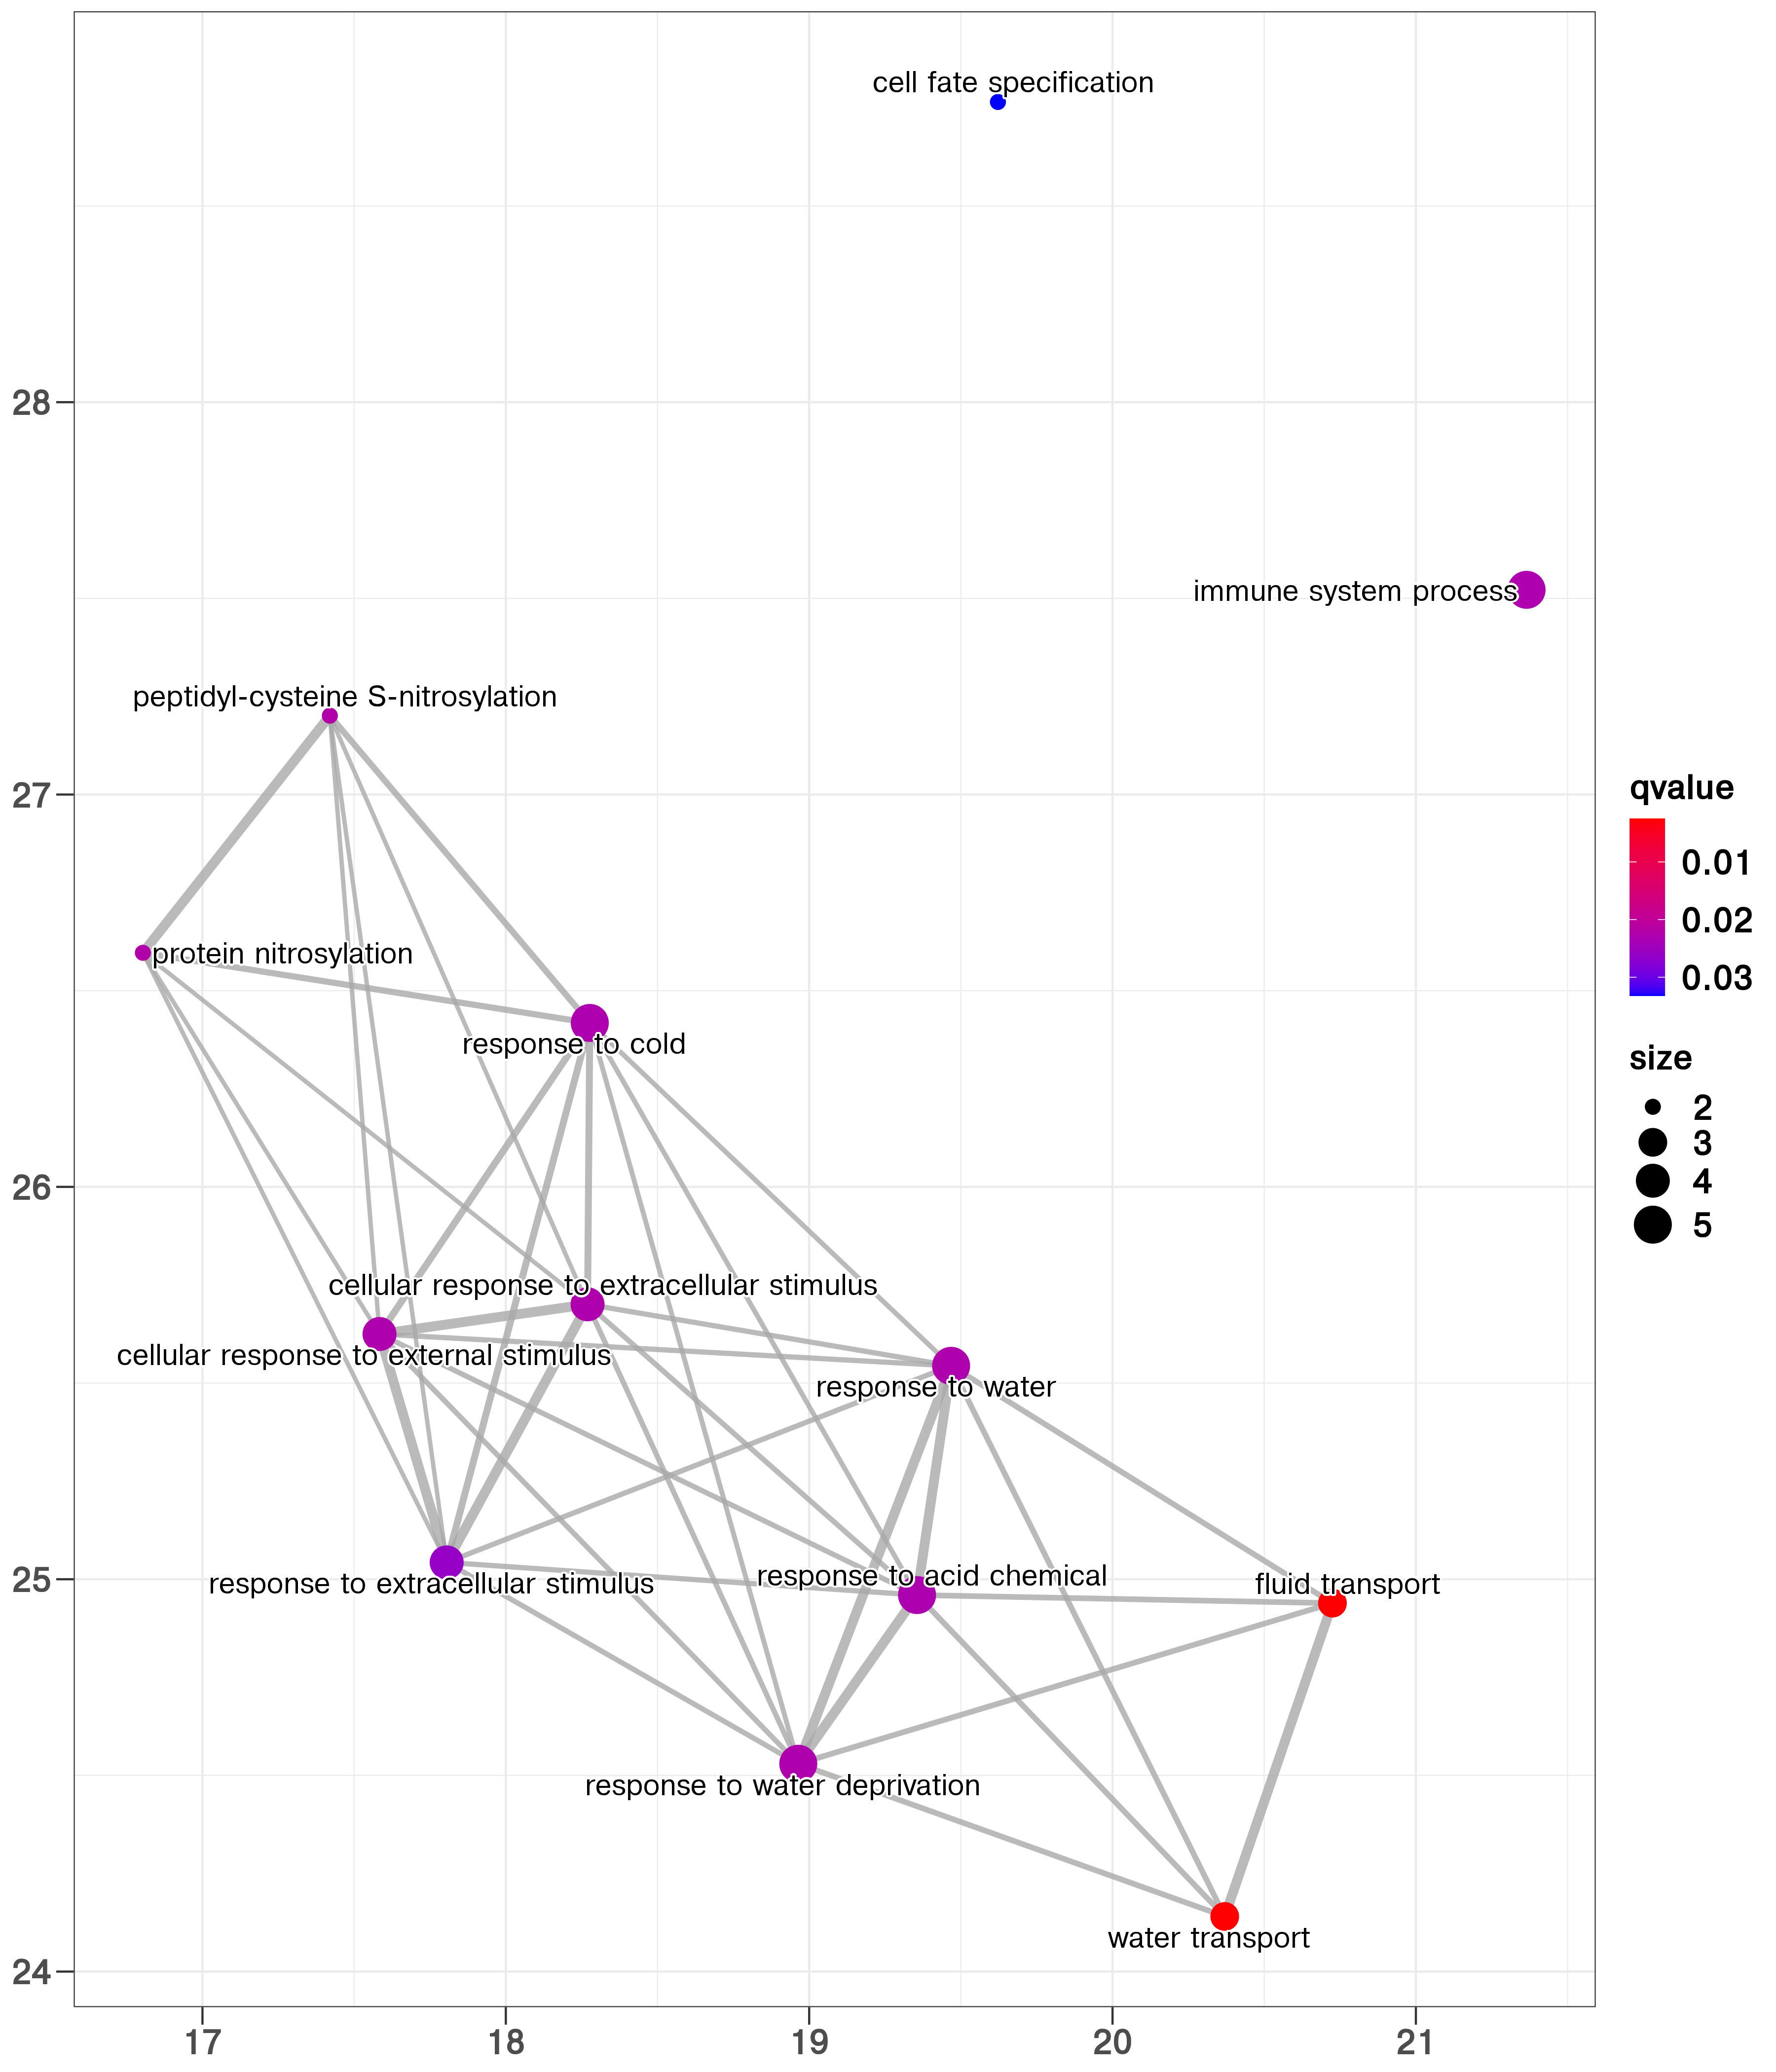 cell fate specification
immune system process
peptidyl-cysteine S-nitrosylation
protein nitrosylation
response to cold
cellular response to extracellular stimulus
cellular response to external stimulus
response to water
response to extracellular stimulus
response to acid chemical
fluid transport
response to water deprivation
water transport
28
27
26
25
24
17
18
19
20
21
qvalue
0.01
0.02
0.03
size
2
3
4
5